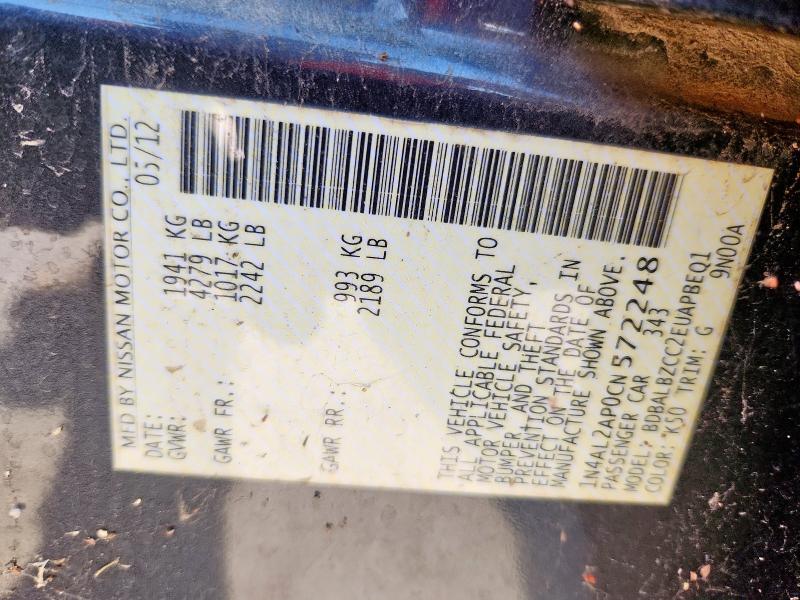 MFD BY NISSAN MOTOR CO., LTD.
DATE: 05/12
GVWR: 1941 KG
4279 LB
GAWR FR.: 1017 KG
2242 LB
GAWR RR.: 993 KG
2189 LB
THIS VEHICLE CONFORMS TO
ALL APPLICABLE FEDERAL
MOTOR VEHICLE SAFETY,
BUMPER, AND THEFT
PREVENTION STANDARDS IN
EFFECT ON THE DATE OF
MANUFACTURE SHOWN ABOVE.
1N4AL2AP0CN572248
PASSENGER CAR 343
MODEL: BDBALBZCC2EUAPBE01
COLOR: K50 TRIM: G 9N00A